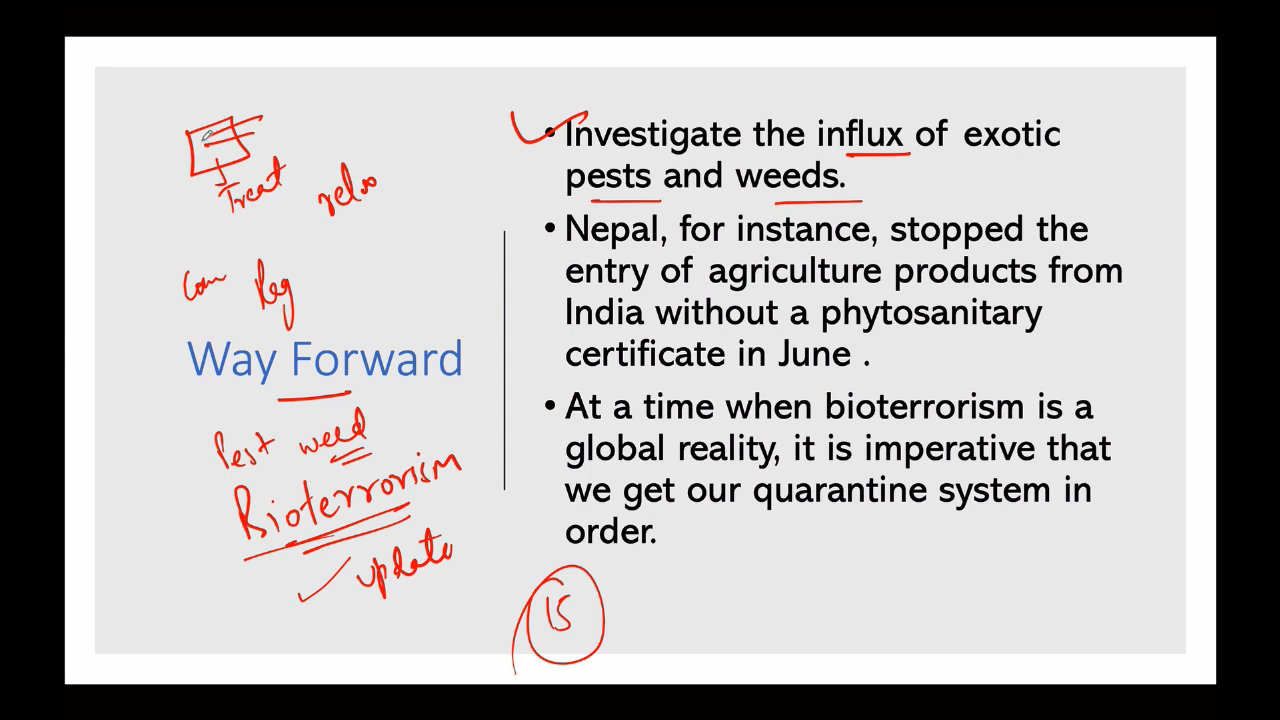 Treat
Reg
Way Forward
Pest weed
Bioterrorism
update
• Investigate the influx of exotic
pests and weeds.
• Nepal, for instance, stopped the
entry of agriculture products from
India without a phytosanitary
certificate in June .
• At a time when bioterrorism is a
global reality, it is imperative that
we get our quarantine system in
order.
15